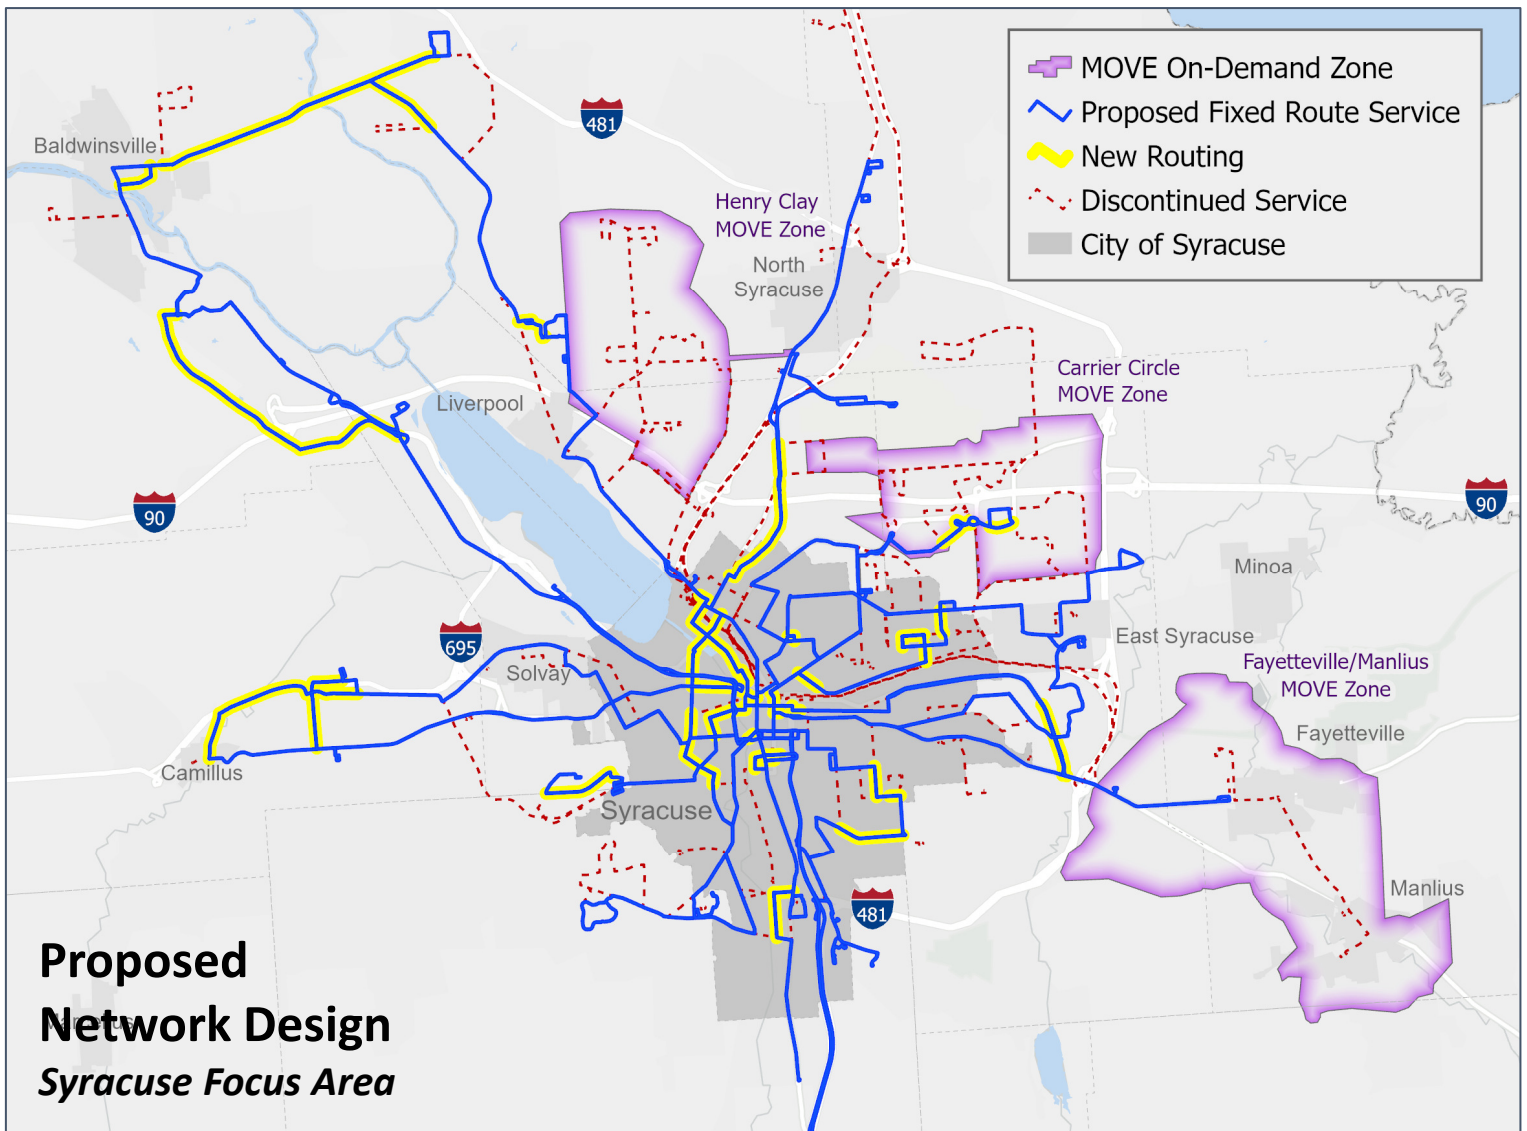 481
Baldwinsville
Henry Clay
MOVE Zone
North
Syracuse
MOVE On-Demand Zone
Proposed Fixed Route Service
New Routing
Discontinued Service
City of Syracuse
Carrier Circle
MOVE Zone
Liverpool
90
90
Minoa
East Syracuse
695
Solvay
Fayetteville/Manlius
MOVE Zone
Fayetteville
Camillus
Syracuse
Manlius
481
Proposed
Network Design
Syracuse Focus Area